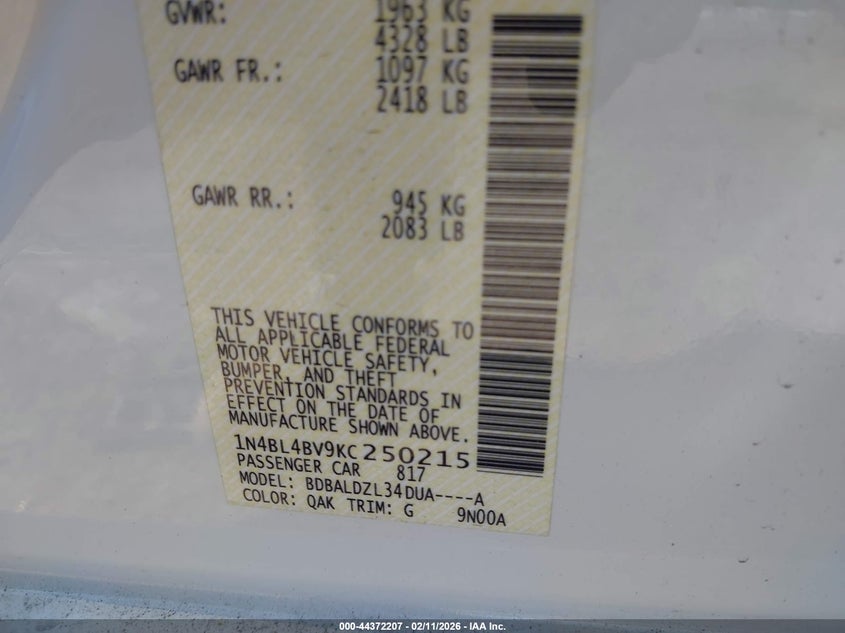 GVWR: 1963 KG
4328 LB
GAWR FR.: 1097 KG
2418 LB
GAWR RR.: 945 KG
2083 LB
THIS VEHICLE CONFORMS TO
ALL APPLICABLE FEDERAL
MOTOR VEHICLE SAFETY,
BUMPER, AND THEFT
PREVENTION STANDARDS IN
EFFECT ON THE DATE OF
MANUFACTURE SHOWN ABOVE.
1N4BL4BV9KC250215
PASSENGER CAR 817
MODEL: BDBALDZL34DUA----A
COLOR: QAK TRIM: G 9N00A
000-44372207 - 02/11/2026 - IAA Inc.